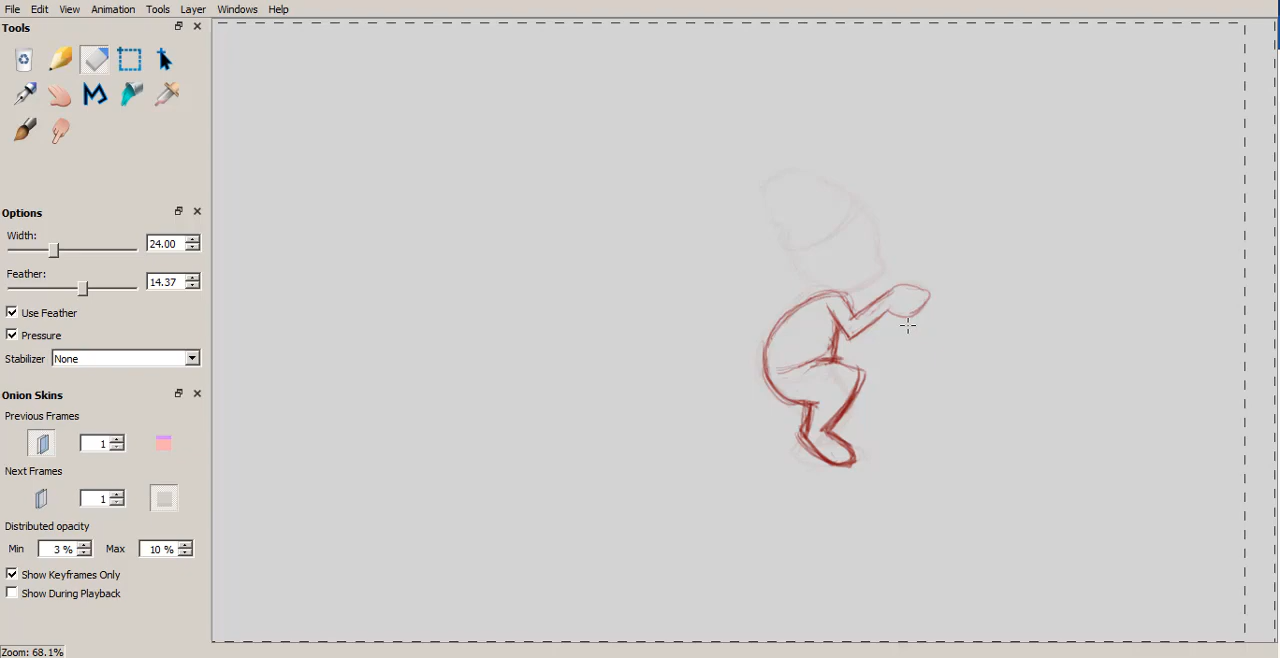 File Edit View Animation Tools Layer Windows Help
Tools
Options
Width:
24.00
Feather:
14.37
Use Feather
Pressure
Stabilizer None
Onion Skins
Previous Frames
1
Next Frames
1
Distributed opacity
Min 3 % Max 10 %
Show Keyframes Only
Show During Playback
Zoom: 68.1%